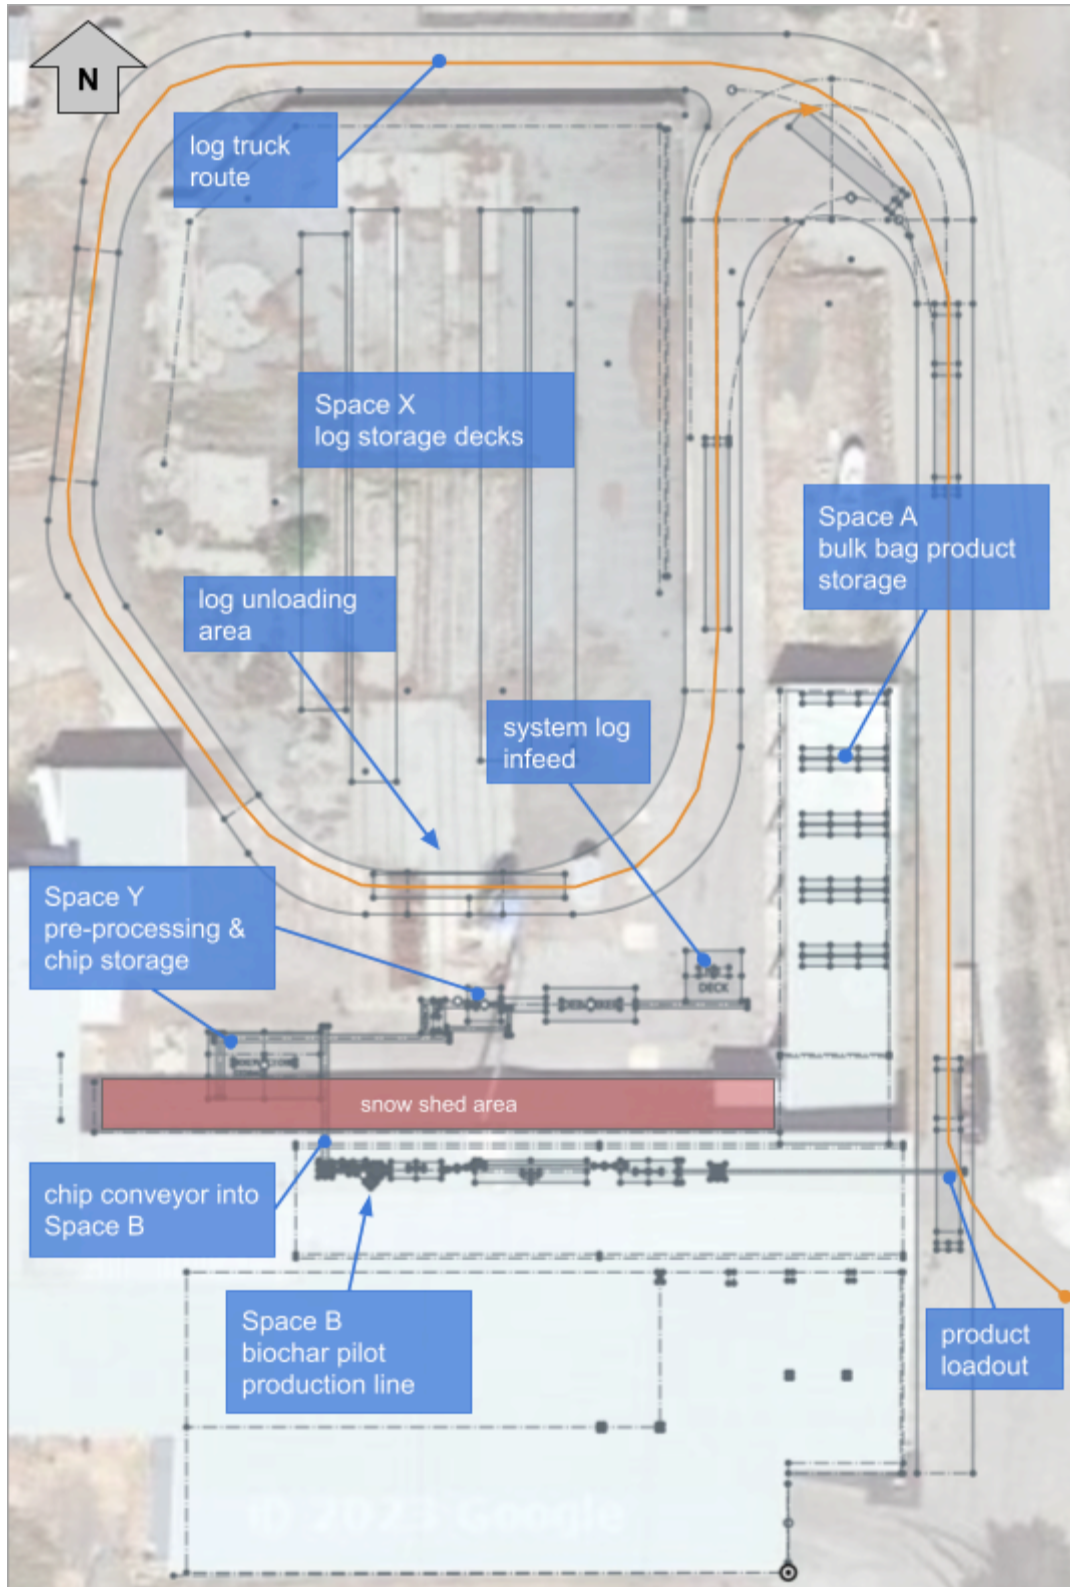 N
log truck
route
Space X
log storage decks
Space A
bulk bag product
storage
log unloading
area
system log
infeed
Space Y
pre-processing &
chip storage
DECK
snow shed area
chip conveyor into
Space B
Space B
biochar pilot
production line
product
loadout
© 2023 Google